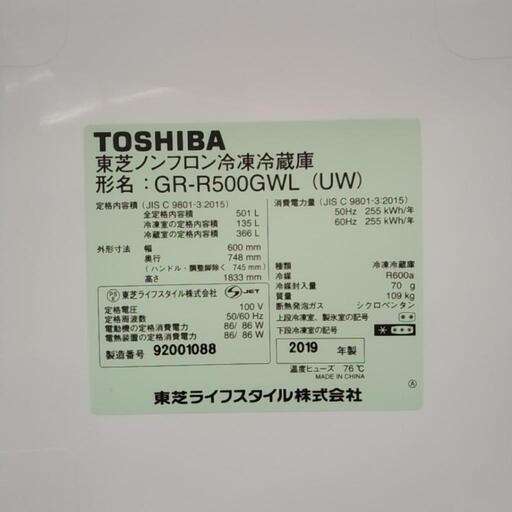 TOSHIBA
東芝ノンフロン冷凍冷蔵庫
形名：GR-R500GWL (UW)
定格内容積 (JIS C 9801-3:2015)
全定格内容積 501 L
冷凍室の定格内容積 135 L
冷蔵室の定格内容積 366 L
外形寸法 幅 600 mm
奥行 748 mm
(ハンドル・調整脚除く 745 mm)
高さ 1833 mm
消費電力量 (JIS C 9801-3:2015)
50Hz 255 kWh/年
60Hz 255 kWh/年
種類 冷凍冷蔵庫
冷媒 R600a
冷媒封入量 70 g
質量 109 kg
断熱発泡ガス シクロペンタン
上段冷凍室、製氷室の記号
下段冷凍室の記号
PSE 東芝ライフスタイル株式会社 S JET
定格電圧 100 V
定格周波数 50/60 Hz
電動機の定格消費電力 86/ 86 W
電熱装置の定格消費電力 86/ 86 W
製造番号 92001088
2019 年製
温度ヒューズ 76℃
MADE IN CHINA
A
東芝ライフスタイル株式会社